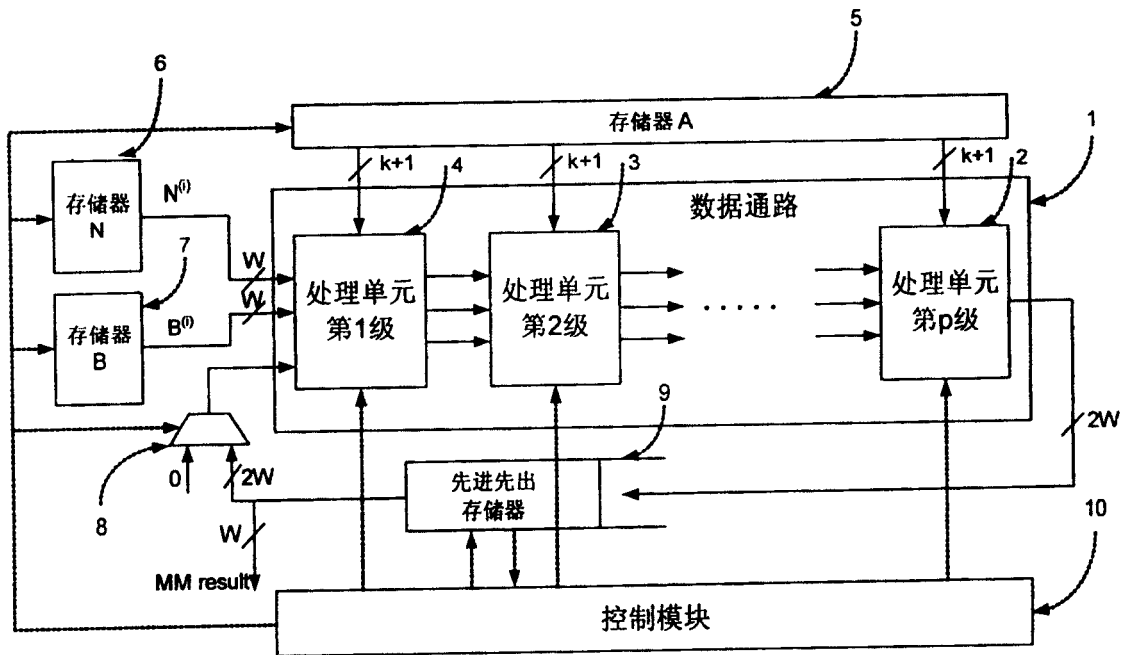 5
6
存储器 A
1
k+1
4
k+1
3
k+1
2
存储器
N
N(i)
数据通路
7
W
W
处理单元
第1级
处理单元
第2级
· · · · ·
处理单元
第p级
存储器
B
B(i)
9
8
0
2W
先进先出
存储器
2W
W
10
MM result
控制模块